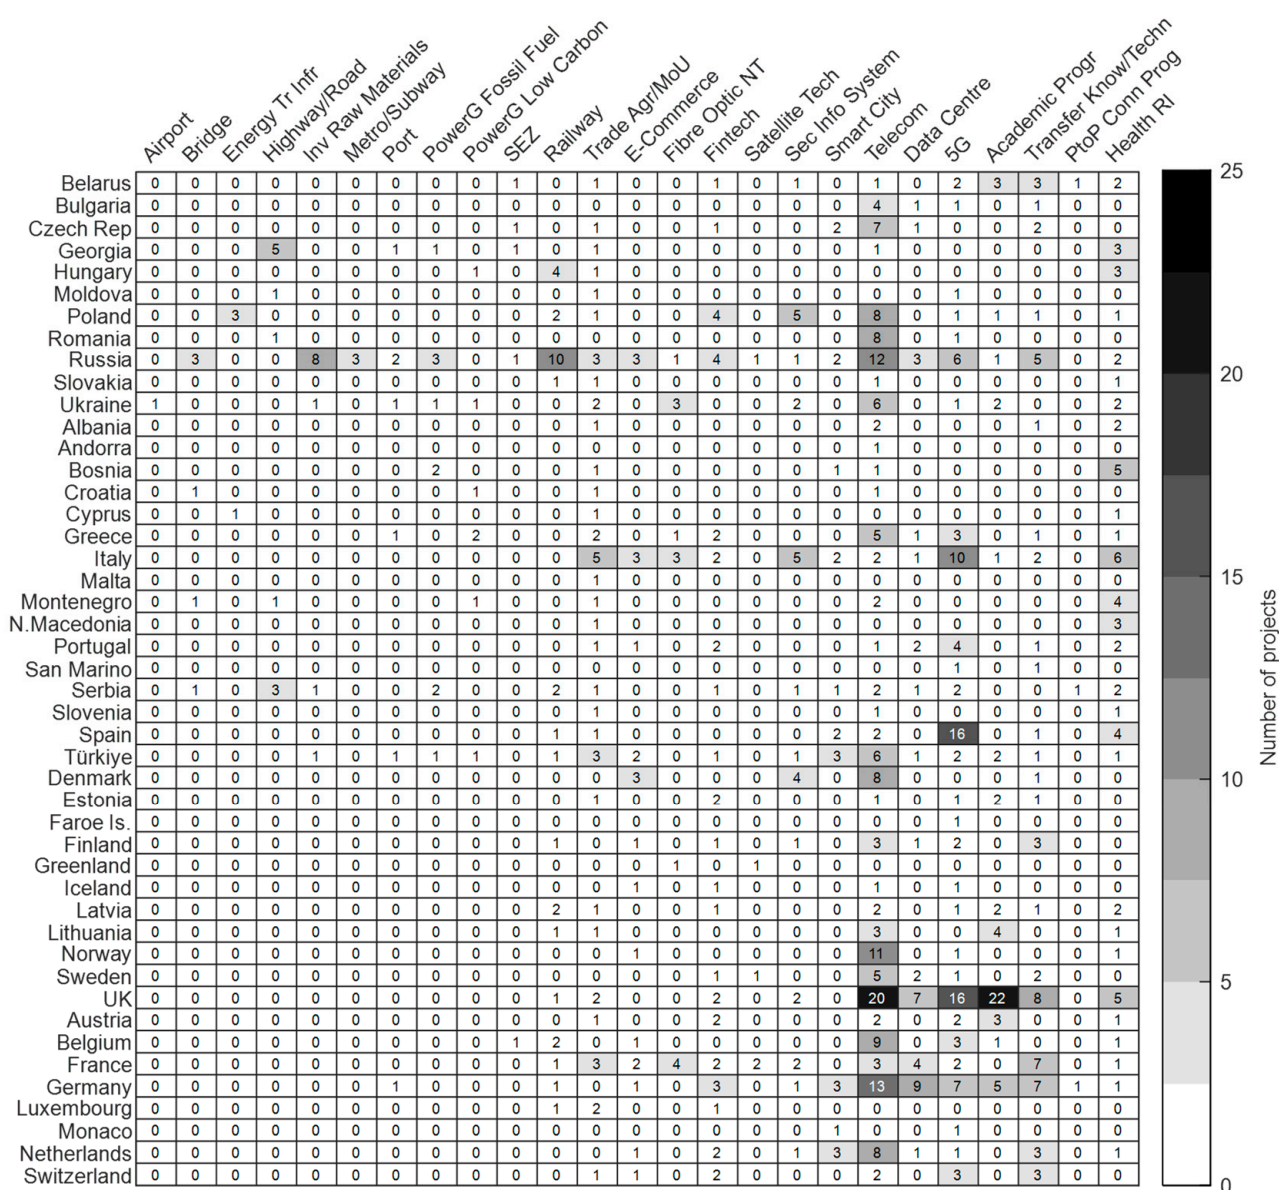 Airport Bridge Energy Tr Infr Highway/Road Inv Raw Materials Metro/Subway Port PowerG Fossil Fuel PowerG Low Carbon SEZ Railway Trade Agr/MoU E-Commerce Fibre Optic NT Fintech Satellite Tech Sec Info System Smart City Telecom Data Centre 5G Academic Progr Transfer Know/Techn PtoP Conn Prog Health RI
Belarus 0 0 0 0 0 0 0 0 0 1 0 1 0 0 1 0 1 0 1 0 2 3 3 1 2
Bulgaria 0 0 0 0 0 0 0 0 0 0 0 0 0 0 0 0 0 0 4 1 1 0 1 0 0
Czech Rep 0 0 0 0 0 0 0 0 0 1 0 1 0 0 1 0 0 2 7 1 0 0 2 0 0
Georgia 0 0 0 5 0 0 1 1 0 1 0 1 0 0 0 0 0 0 1 0 0 0 0 0 3
Hungary 0 0 0 0 0 0 0 0 1 0 4 1 0 0 0 0 0 0 0 0 0 0 0 0 3
Moldova 0 0 0 1 0 0 0 0 0 0 0 1 0 0 0 0 0 0 0 0 1 0 0 0 0
Poland 0 0 3 0 0 0 0 0 0 0 2 1 0 0 4 0 5 0 8 0 1 1 1 0 1
Romania 0 0 0 1 0 0 0 0 0 0 0 0 0 0 0 0 0 0 8 0 1 0 0 0 0
Russia 0 3 0 0 8 3 2 3 0 1 10 3 3 1 4 1 1 2 12 3 6 1 5 0 2
Slovakia 0 0 0 0 0 0 0 0 0 0 1 1 0 0 0 0 0 0 1 0 0 0 0 0 1
Ukraine 1 0 0 0 1 0 1 1 1 0 0 2 0 3 0 0 2 0 6 0 1 2 0 0 2
Albania 0 0 0 0 0 0 0 0 0 0 0 1 0 0 0 0 0 0 2 0 0 0 1 0 2
Andorra 0 0 0 0 0 0 0 0 0 0 0 0 0 0 0 0 0 0 1 0 0 0 0 0 0
Bosnia 0 0 0 0 0 0 0 2 0 0 0 1 0 0 0 0 0 1 1 0 0 0 0 0 5
Croatia 0 1 0 0 0 0 0 0 1 0 0 1 0 0 0 0 0 0 1 0 0 0 0 0 0
Cyprus 0 0 1 0 0 0 0 0 0 0 0 1 0 0 0 0 0 0 0 0 0 0 0 0 1
Greece 0 0 0 0 0 0 1 0 2 0 0 2 0 1 2 0 0 0 5 1 3 0 1 0 1
Italy 0 0 0 0 0 0 0 0 0 0 0 5 3 3 2 0 5 2 2 1 10 1 2 0 6
Malta 0 0 0 0 0 0 0 0 0 0 0 1 0 0 0 0 0 0 0 0 0 0 0 0 0
Montenegro 0 1 0 1 0 0 0 0 1 0 0 1 0 0 0 0 0 0 2 0 0 0 0 0 4
N.Macedonia 0 0 0 0 0 0 0 0 0 0 0 1 0 0 0 0 0 0 0 0 0 0 0 0 3
Portugal 0 0 0 0 0 0 0 0 0 0 0 1 1 0 2 0 0 0 1 2 4 0 1 0 2
San Marino 0 0 0 0 0 0 0 0 0 0 0 0 0 0 0 0 0 0 0 0 1 0 1 0 0
Serbia 0 1 0 3 1 0 0 2 0 0 2 1 0 0 1 0 1 1 2 1 2 0 0 1 2
Slovenia 0 0 0 0 0 0 0 0 0 0 0 1 0 0 0 0 0 0 1 0 0 0 0 0 1
Spain 0 0 0 0 0 0 0 0 0 0 1 1 0 0 0 0 0 2 2 0 16 0 1 0 4
Türkiye 0 0 0 0 1 0 1 1 1 0 1 3 2 0 1 0 1 3 6 1 2 2 1 0 1
Denmark 0 0 0 0 0 0 0 0 0 0 0 0 3 0 0 0 4 0 8 0 0 0 1 0 0
Estonia 0 0 0 0 0 0 0 0 0 0 0 1 0 0 2 0 0 0 1 0 1 2 1 0 0
Faroe Is. 0 0 0 0 0 0 0 0 0 0 0 0 0 0 0 0 0 0 0 0 1 0 0 0 0
Finland 0 0 0 0 0 0 0 0 0 0 1 0 1 0 1 0 1 0 3 1 2 0 3 0 0
Greenland 0 0 0 0 0 0 0 0 0 0 0 0 0 1 0 1 0 0 0 0 0 0 0 0 0
Iceland 0 0 0 0 0 0 0 0 0 0 0 0 1 0 1 0 0 0 1 0 1 0 0 0 0
Latvia 0 0 0 0 0 0 0 0 0 0 2 1 0 0 1 0 0 0 2 0 1 2 1 0 2
Lithuania 0 0 0 0 0 0 0 0 0 0 1 1 0 0 0 0 0 0 3 0 0 4 0 0 1
Norway 0 0 0 0 0 0 0 0 0 0 0 0 1 0 0 0 0 0 11 0 1 0 0 0 1
Sweden 0 0 0 0 0 0 0 0 0 0 0 0 0 0 1 1 0 0 5 2 1 0 2 0 0
UK 0 0 0 0 0 0 0 0 0 0 1 2 0 0 2 0 2 0 20 7 16 22 8 0 5
Austria 0 0 0 0 0 0 0 0 0 0 0 1 0 0 2 0 0 0 2 0 2 3 0 0 1
Belgium 0 0 0 0 0 0 0 0 0 1 2 0 1 0 0 0 0 0 9 0 3 1 0 0 1
France 0 0 0 0 0 0 0 0 0 0 1 3 2 4 2 2 2 0 3 4 2 0 7 0 1
Germany 0 0 0 0 0 0 1 0 0 0 1 0 1 0 3 0 1 3 13 9 7 5 7 1 1
Luxembourg 0 0 0 0 0 0 0 0 0 0 1 2 0 0 1 0 0 0 0 0 0 0 0 0 0
Monaco 0 0 0 0 0 0 0 0 0 0 0 0 0 0 0 0 0 1 0 0 1 0 0 0 0
Netherlands 0 0 0 0 0 0 0 0 0 0 0 0 1 0 2 0 1 3 8 1 1 0 3 0 1
Switzerland 0 0 0 0 0 0 0 0 0 0 0 1 1 0 2 0 0 0 2 0 3 0 3 0 0
25
20
15
10
5
0
Number of projects